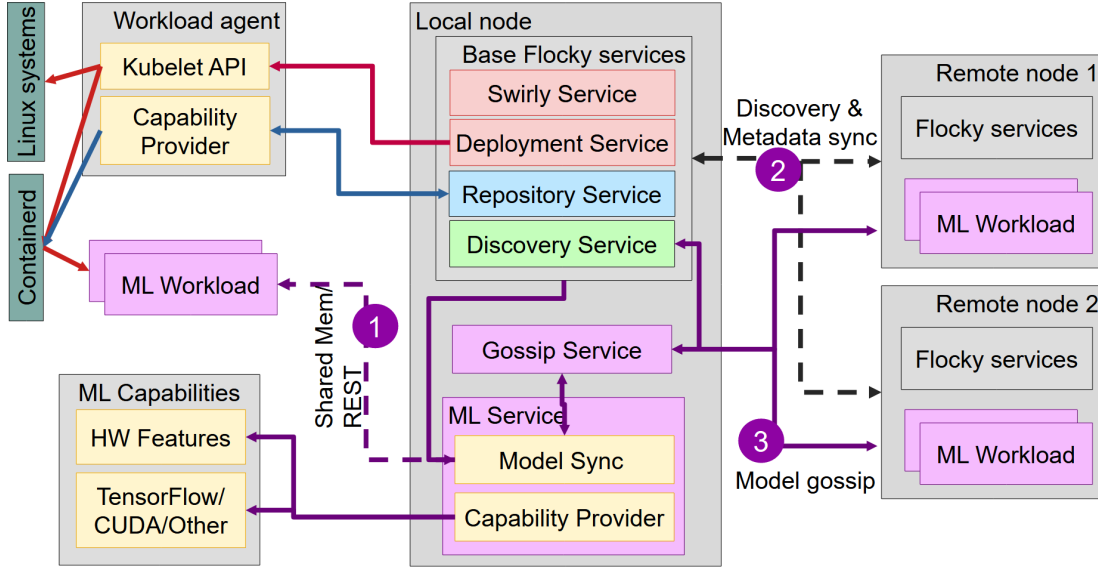 Linux systems
Containerd
Workload agent
Kubelet API
Capability
Provider
ML Workload
Local node
Base Flocky services
Swirly Service
Deployment Service
Repository Service
Discovery Service
Gossip Service
ML Service
Model Sync
Capability Provider
1
Shared Mem/
REST
ML Capabilities
HW Features
TensorFlow/
CUDA/Other
Discovery &
Metadata sync
2
3
Model gossip
Remote node 1
Flocky services
ML Workload
Remote node 2
Flocky services
ML Workload